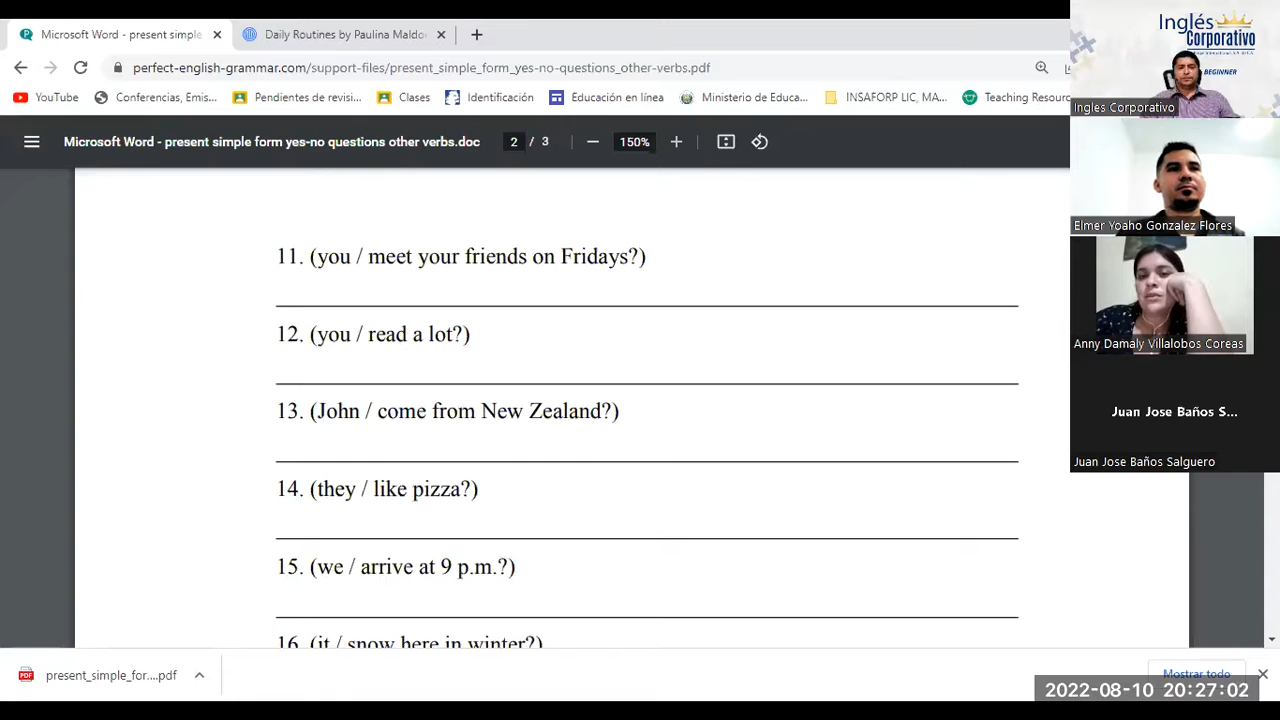 Microsoft Word - present simple
Daily Routines by Paulina Maldo
perfect-english-grammar.com/support-files/present_simple_form_yes-no-questions_other-verbs.pdf
YouTube
Conferencias, Emis...
Pendientes de revisi...
Clases
Identificación
Educación en línea
Ministerio de Educa...
INSAFORP LIC, MA...
Teaching Resourc
Microsoft Word - present simple form yes-no questions other verbs.doc
2 / 3
150%
11. (you / meet your friends on Fridays?)
12. (you / read a lot?)
13. (John / come from New Zealand?)
14. (they / like pizza?)
15. (we / arrive at 9 p.m.?)
16. (it / snow here in winter?)
Inglés
Corporativo
BEGINNER
Ingles Corporativo
Elmer Yoaho Gonzalez Flores
Anny Damaly Villalobos Coreas
Juan Jose Baños S...
Juan Jose Baños Salguero
present_simple_for....pdf
Mostrar todo
2022-08-10 20:27:02